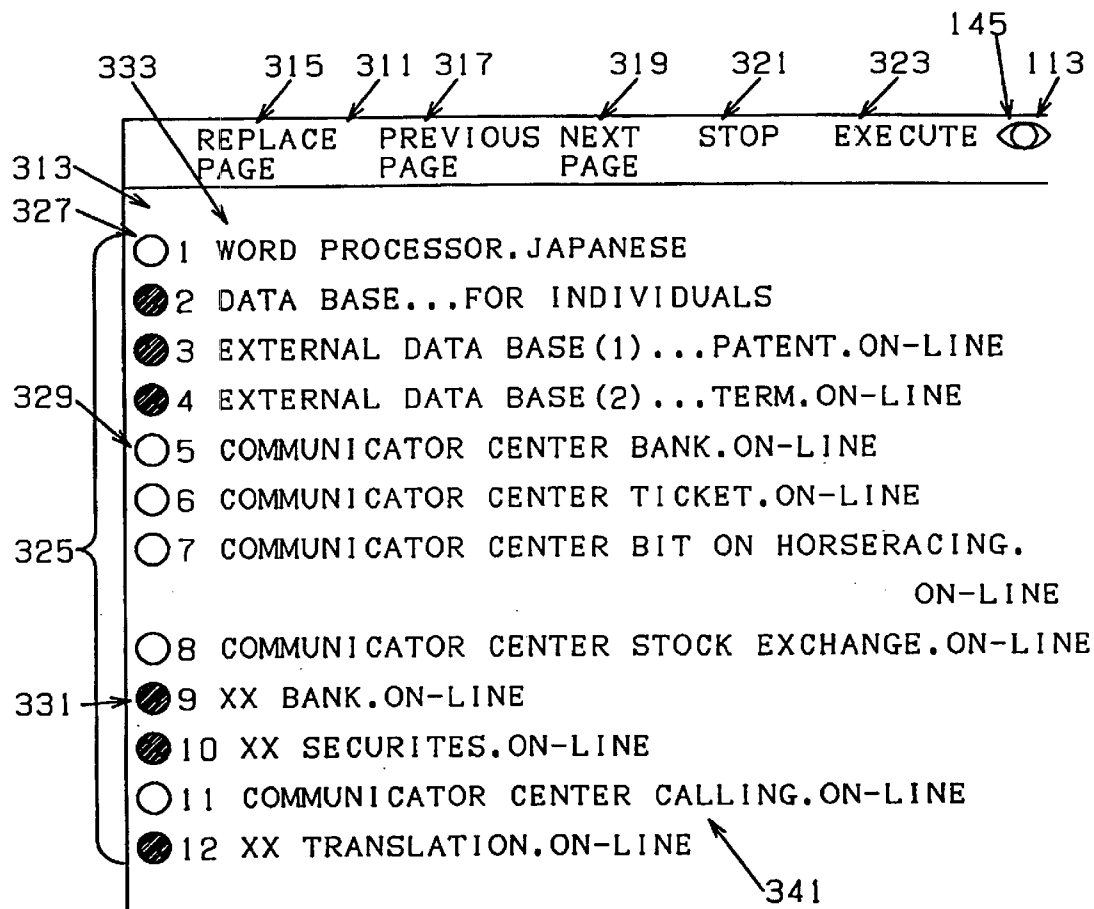 145
333 315 311 317 319 321 323 113
REPLACE PAGE PREVIOUS PAGE NEXT PAGE STOP EXECUTE
313
327
1 WORD PROCESSOR.JAPANESE
2 DATA BASE...FOR INDIVIDUALS
3 EXTERNAL DATA BASE(1)...PATENT.ON-LINE
329 4 EXTERNAL DATA BASE(2)...TERM.ON-LINE
5 COMMUNICATOR CENTER BANK.ON-LINE
6 COMMUNICATOR CENTER TICKET.ON-LINE
325 7 COMMUNICATOR CENTER BIT ON HORSERACING.
ON-LINE
8 COMMUNICATOR CENTER STOCK EXCHANGE.ON-LINE
331 9 XX BANK.ON-LINE
10 XX SECURITES.ON-LINE
11 COMMUNICATOR CENTER CALLING.ON-LINE
12 XX TRANSLATION.ON-LINE
341